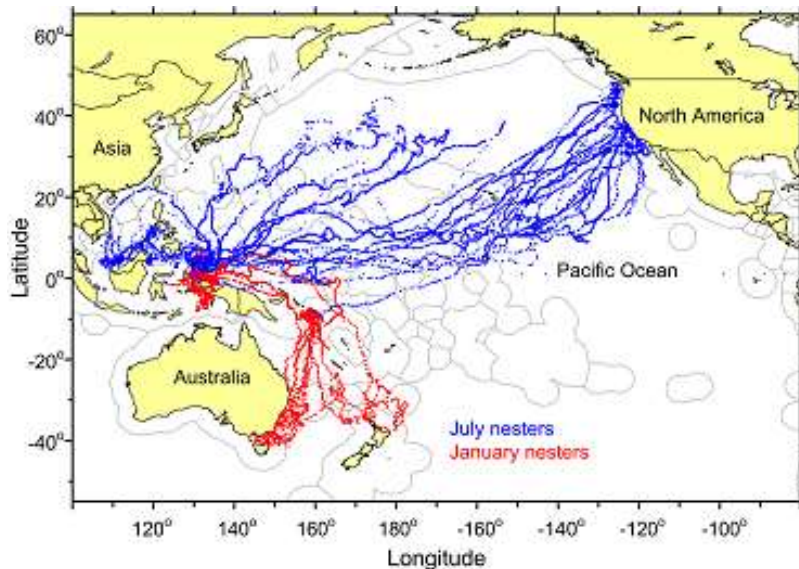 60°
40°
20°
0°
-20°
-40°
Latitude
Asia
North America
Pacific Ocean
Australia
July nesters
January nesters
120°
140°
160°
180°
-160°
-140°
-120°
-100°
Longitude